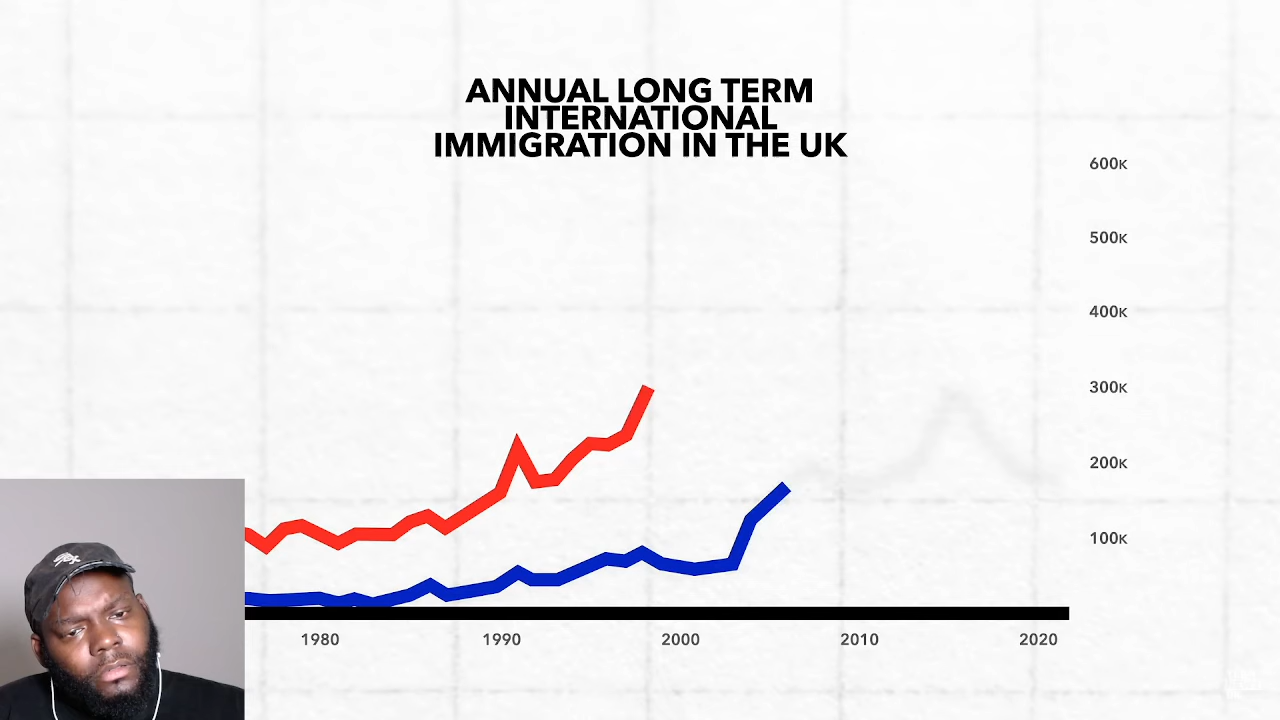 ANNUAL LONG TERM
INTERNATIONAL
IMMIGRATION IN THE UK
600K
500K
400K
300K
200K
100K
1980 1990 2000 2010 2020